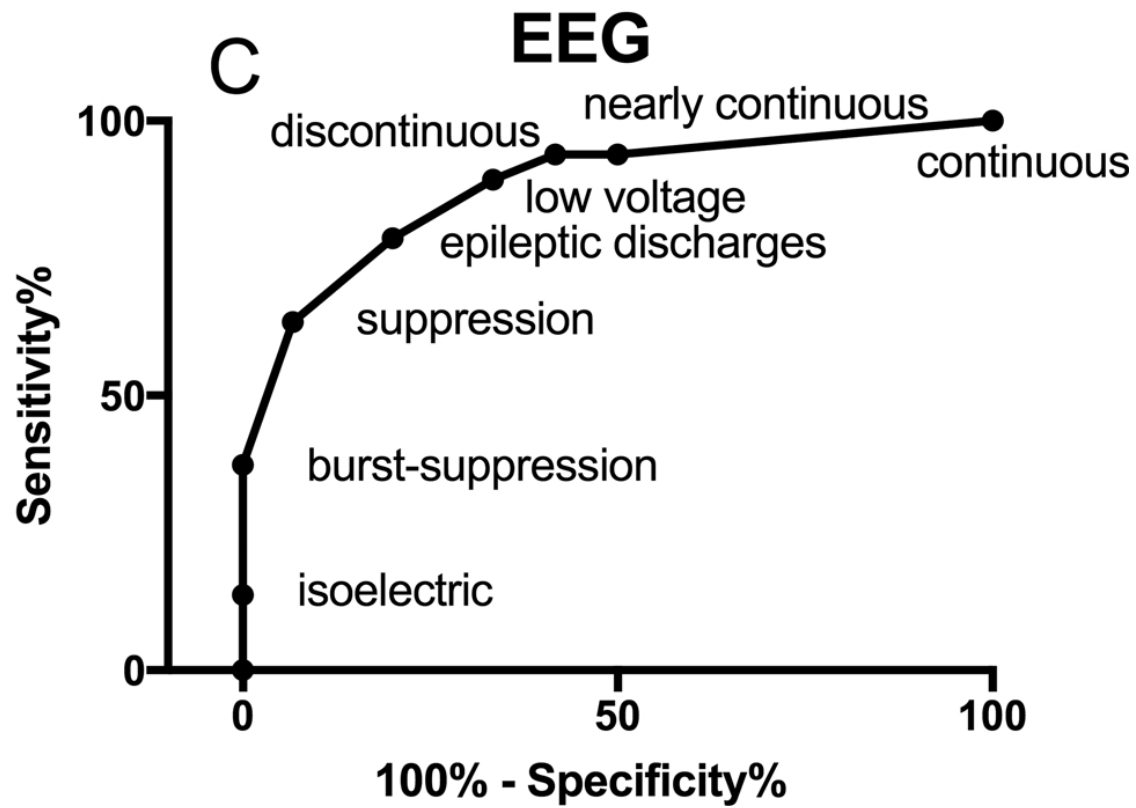 EEG
C
100
nearly continuous
discontinuous
continuous
low voltage
epileptic discharges
suppression
50
burst-suppression
isoelectric
0
Sensitivity%
0
50
100
100% - Specificity%